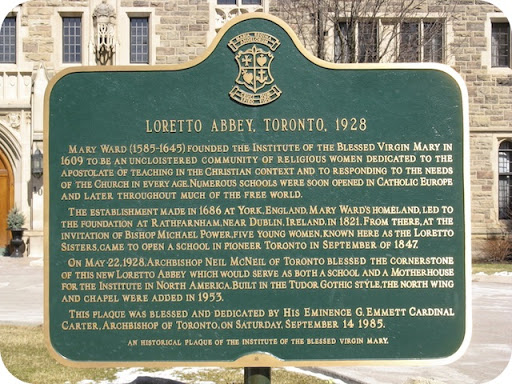 LORETTO ABBEY, TORONTO, 1928
MARY WARD (1585-1645) FOUNDED THE INSTITUTE OF THE BLESSED VIRGIN MARY IN
1609 TO BE AN UNCLOISTERED COMMUNITY OF RELIGIOUS WOMEN DEDICATED TO THE
APOSTOLATE OF TEACHING IN THE CHRISTIAN CONTEXT AND TO RESPONDING TO THE NEEDS
OF THE CHURCH IN EVERY AGE. NUMEROUS SCHOOLS WERE SOON OPENED IN CATHOLIC EUROPE
AND LATER THROUGHOUT MUCH OF THE FREE WORLD.
THE ESTABLISHMENT MADE IN 1686 AT YORK, ENGLAND, MARY WARD'S HOMELAND, LED TO
THE FOUNDATION AT RATHFARNHAM, NEAR DUBLIN, IRELAND, IN 1821. FROM THERE, AT THE
INVITATION OF BISHOP MICHAEL POWER, FIVE YOUNG WOMEN, KNOWN HERE AS THE LORETTO
SISTERS, CAME TO OPEN A SCHOOL IN PIONEER TORONTO IN SEPTEMBER OF 1847.
ON MAY 22, 1928, ARCHBISHOP NEIL MCNEIL OF TORONTO BLESSED THE CORNERSTONE
OF THIS NEW LORETTO ABBEY WHICH WOULD SERVE AS BOTH A SCHOOL AND A MOTHERHOUSE
FOR THE INSTITUTE IN NORTH AMERICA. BUILT IN THE TUDOR GOTHIC STYLE, THE NORTH WING
AND CHAPEL WERE ADDED IN 1953.
THIS PLAQUE WAS BLESSED AND DEDICATED BY HIS EMINENCE G. EMMETT CARDINAL
CARTER, ARCHBISHOP OF TORONTO, ON SATURDAY, SEPTEMBER 14 1985.
AN HISTORICAL PLAQUE OF THE INSTITUTE OF THE BLESSED VIRGIN MARY.